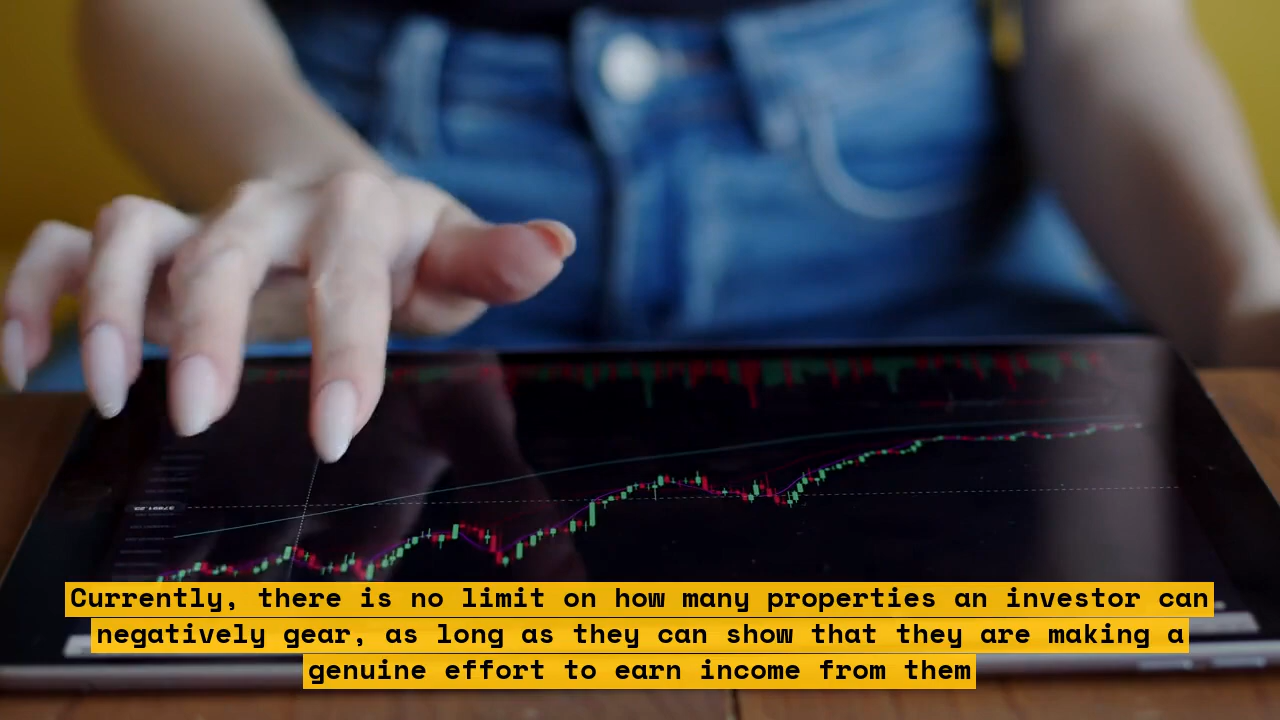 Currently, there is no limit on how many properties an investor can
negatively gear, as long as they can show that they are making a
genuine effort to earn income from them